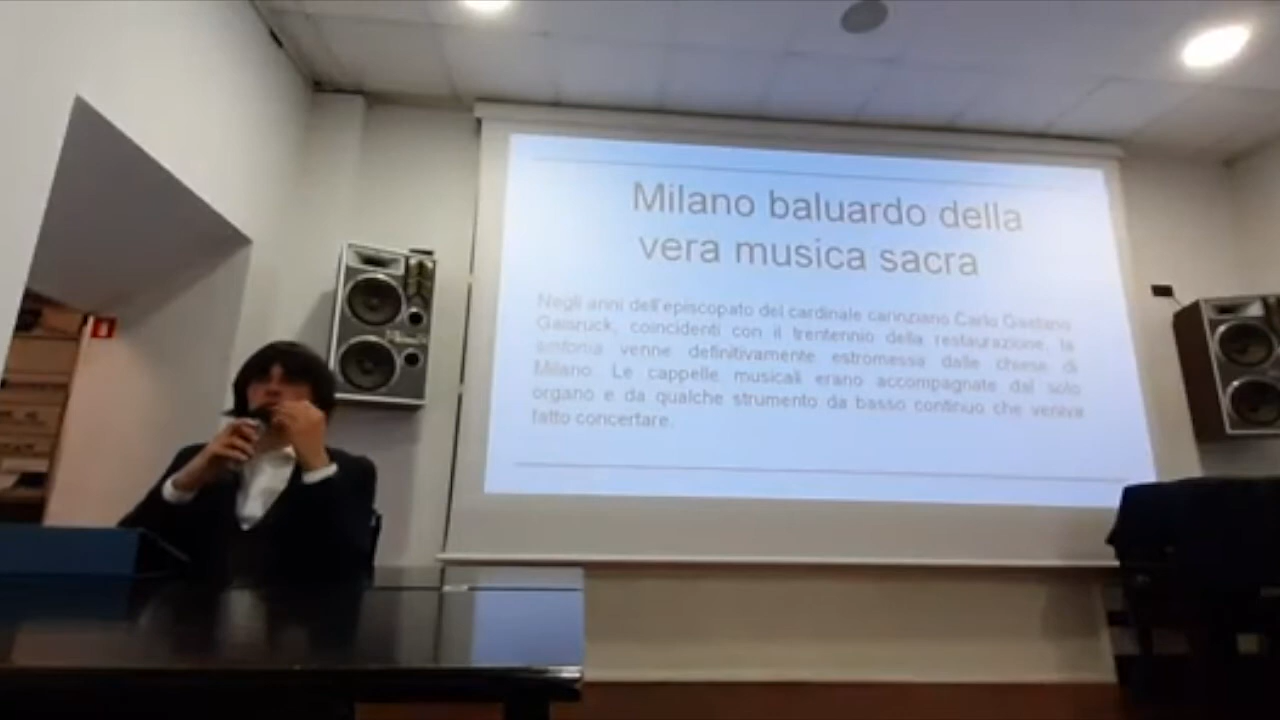 Milano baluardo della
vera musica sacra
Negli anni dell'episcopato del cardinale carinziano Carlo Gaetano
Gaisruck, coincidenti con il trentennio della restaurazione, la
sinfonia venne definitivamente estromessa dalle chiese di
Milano. Le cappelle musicali erano accompagnate dal solo
organo e da qualche strumento da basso continuo che veniva
fatto concertare.